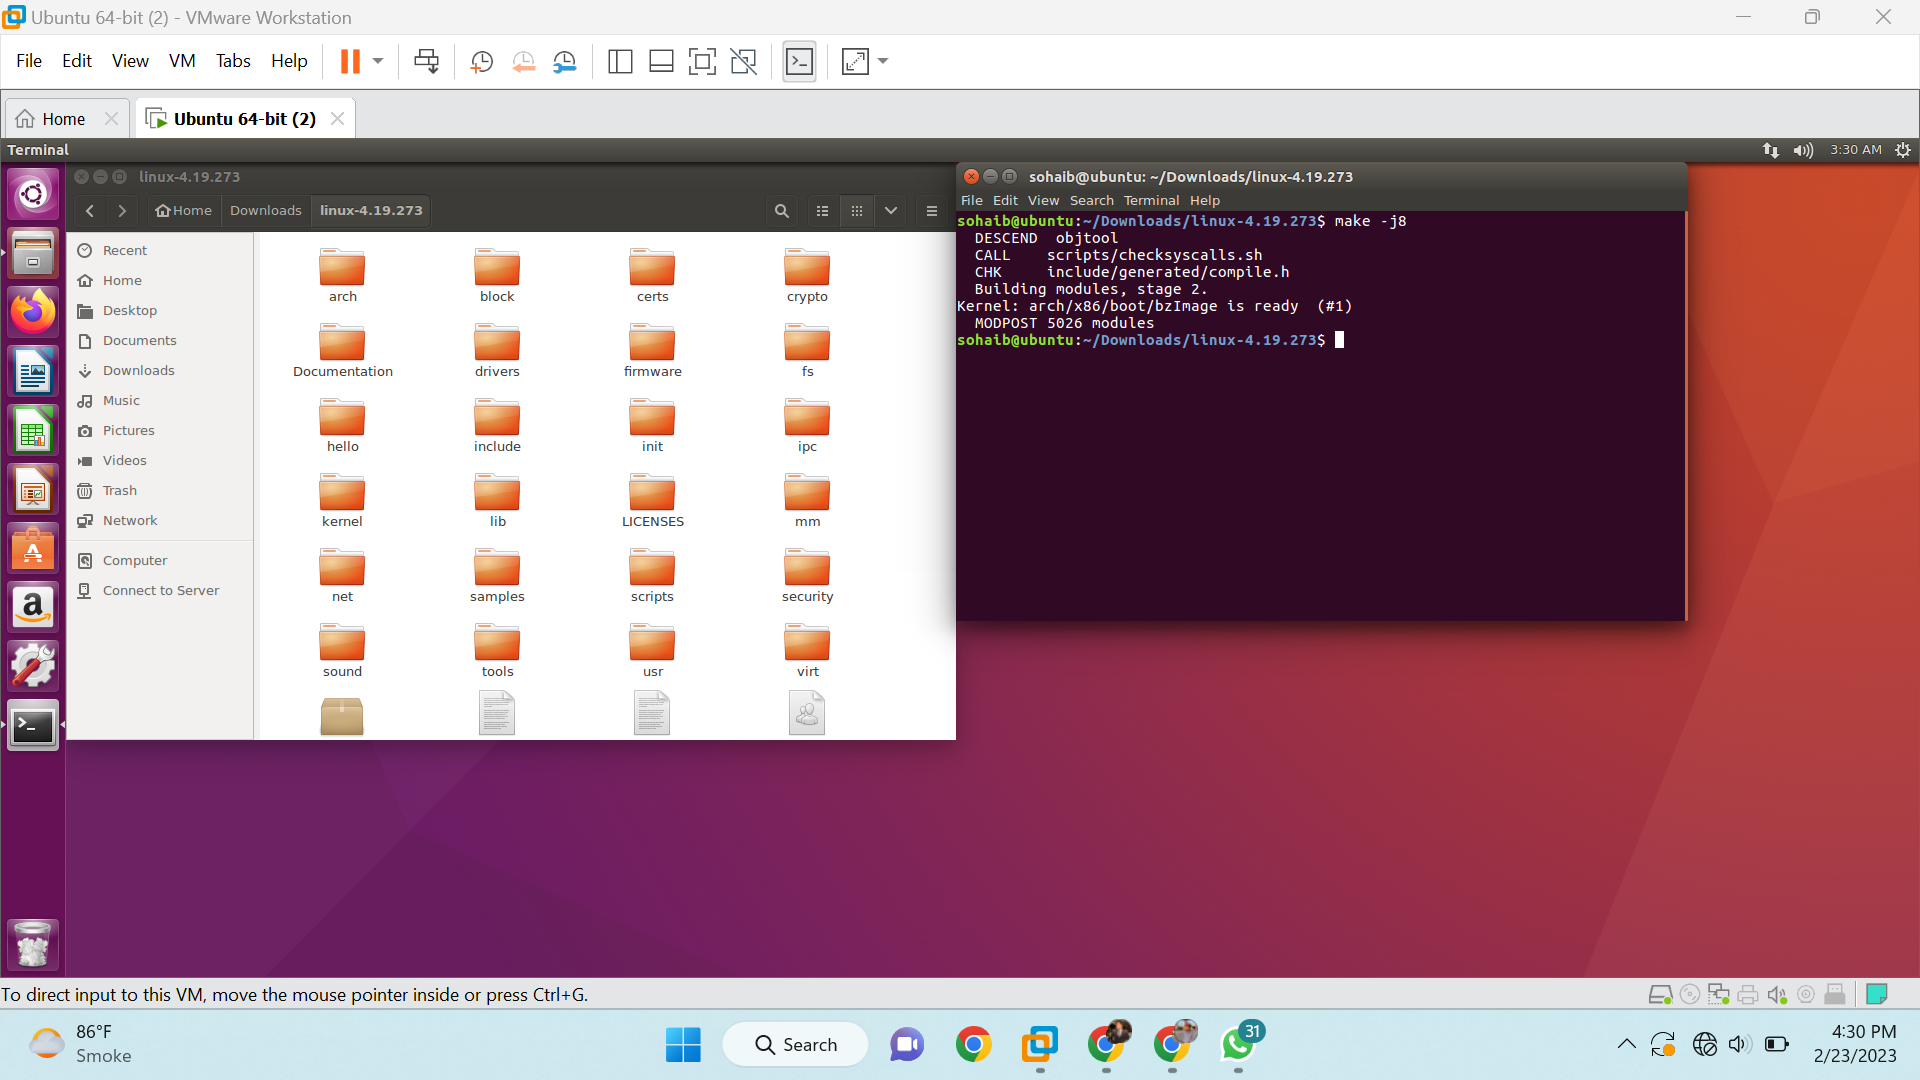 Ubuntu 64-bit (2) - VMware Workstation
File Edit View VM Tabs Help
Home
Ubuntu 64-bit (2)
Terminal
3:30 AM
linux-4.19.273
Home Downloads linux-4.19.273
Recent
Home
Desktop
Documents
Downloads
Music
Pictures
Videos
Trash
Network
Computer
Connect to Server
arch block certs crypto
Documentation drivers firmware fs
hello include init ipc
kernel lib LICENSES mm
net samples scripts security
sound tools usr virt
sohaib@ubuntu: ~/Downloads/linux-4.19.273
File Edit View Search Terminal Help
sohaib@ubuntu:~/Downloads/linux-4.19.273$ make -j8
DESCEND objtool
CALL scripts/checksyscalls.sh
CHK include/generated/compile.h
Building modules, stage 2.
Kernel: arch/x86/boot/bzImage is ready (#1)
MODPOST 5026 modules
sohaib@ubuntu:~/Downloads/linux-4.19.273$
To direct input to this VM, move the mouse pointer inside or press Ctrl+G.
86°F
Smoke
Search
31
4:30 PM
2/23/2023